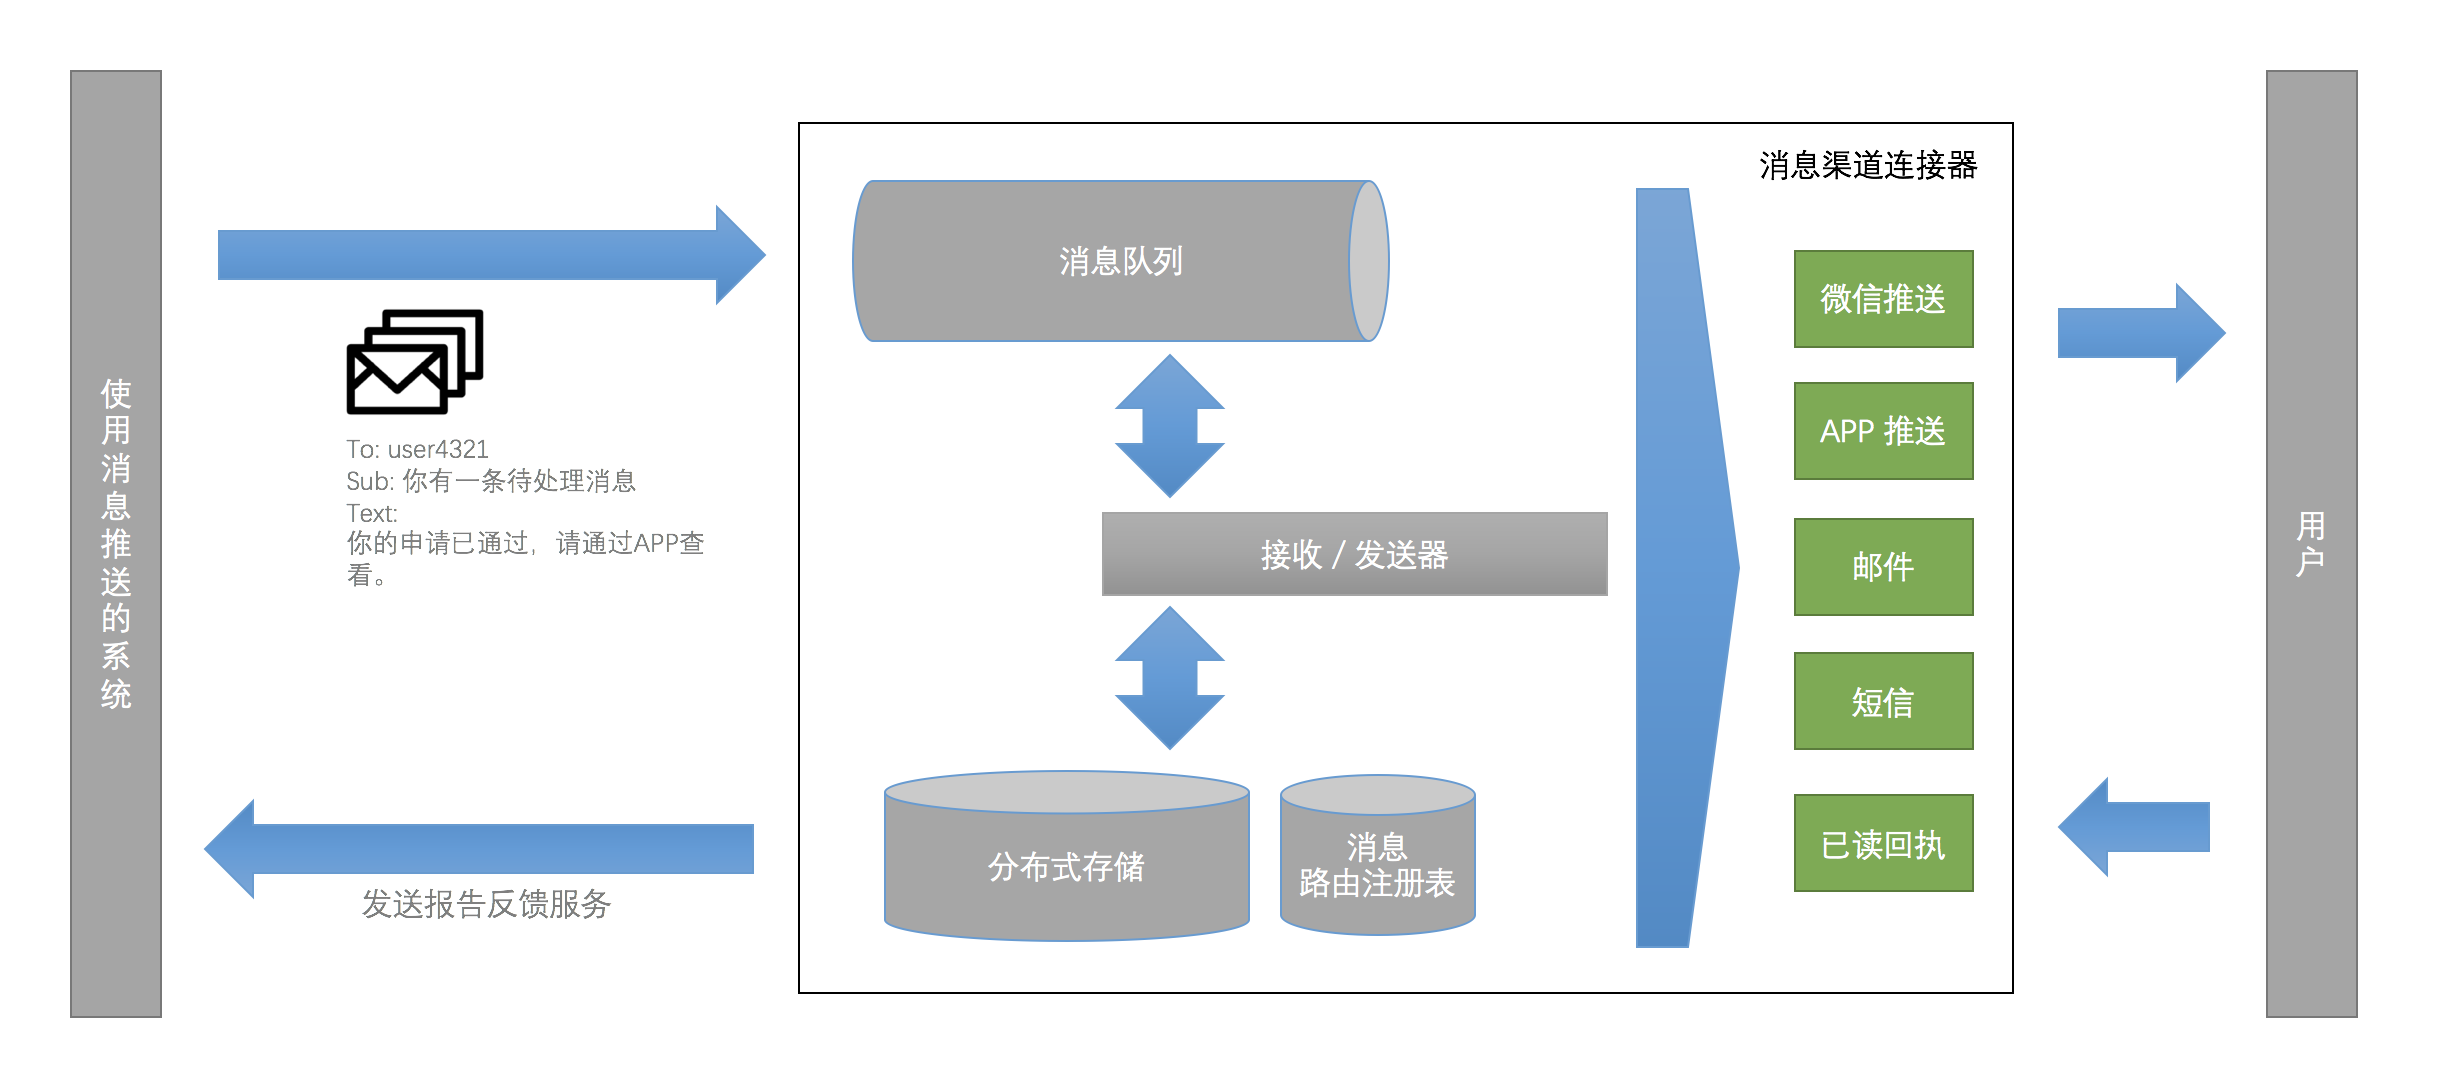 使用消息推送的系统
To: user4321
Sub: 你有一条待处理消息
Text:
你的申请已通过，请通过APP查
看。
发送报告反馈服务
消息队列
接收 / 发送器
分布式存储
消息
路由注册表
消息渠道连接器
微信推送
APP 推送
邮件
短信
已读回执
用户